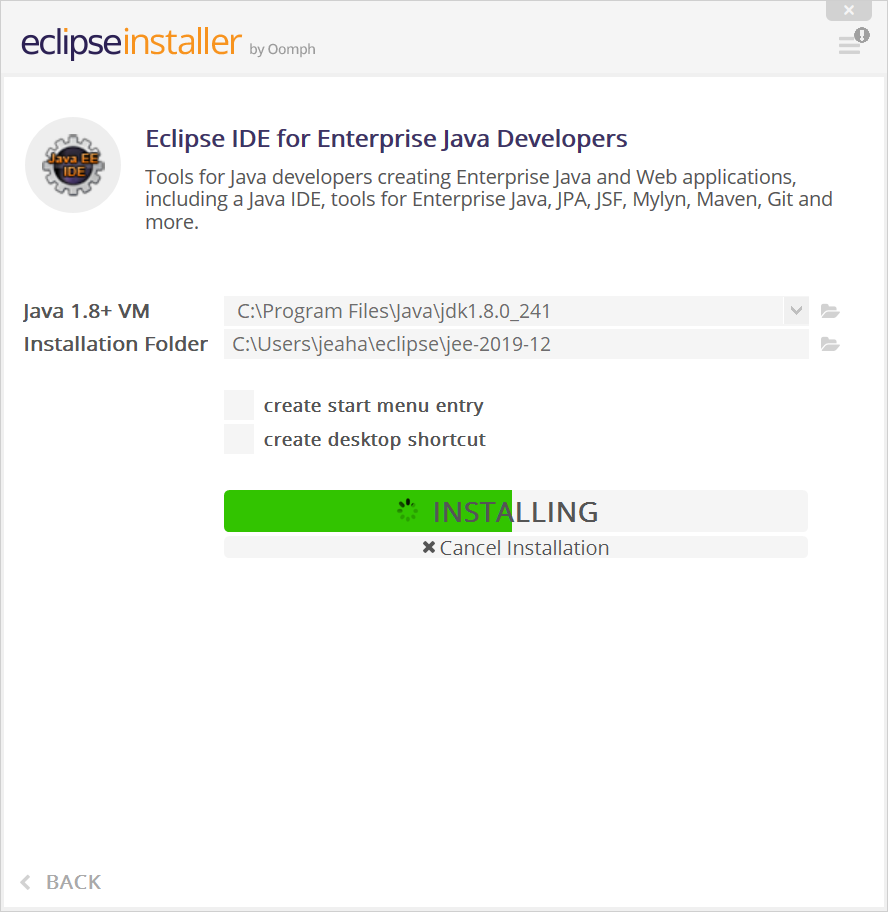 eclipseinstaller by Oomph
Java EE
IDE
Eclipse IDE for Enterprise Java Developers
Tools for Java developers creating Enterprise Java and Web applications,
including a Java IDE, tools for Enterprise Java, JPA, JSF, Mylyn, Maven, Git and
more.
Java 1.8+ VM C:\Program Files\Java\jdk1.8.0_241
Installation Folder C:\Users\jeaha\eclipse\jee-2019-12
create start menu entry
create desktop shortcut
INSTALLING
Cancel Installation
BACK